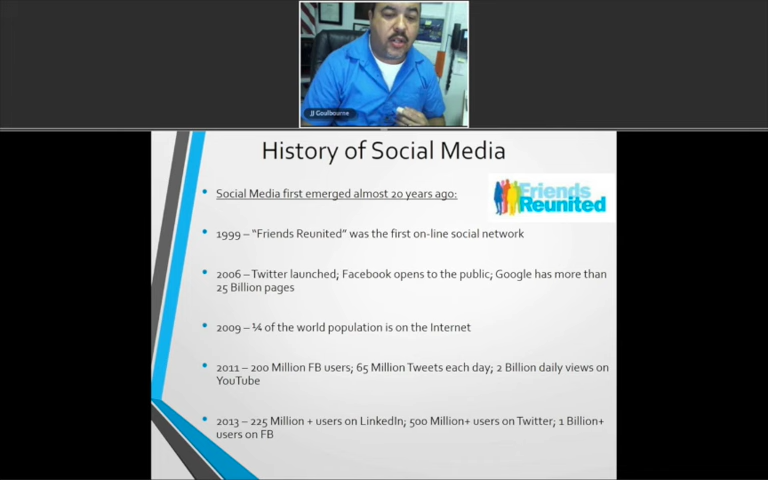 JJ Goulbourne
History of Social Media
Social Media first emerged almost 20 years ago:
Friends
Reunited
1999 – “Friends Reunited” was the first on-line social network
2006 – Twitter launched; Facebook opens to the public; Google has more than
25 Billion pages
2009 – ¼ of the world population is on the Internet
2011 – 200 Million FB users; 65 Million Tweets each day; 2 Billion daily views on
YouTube
2013 – 225 Million + users on LinkedIn; 500 Million+ users on Twitter; 1 Billion+
users on FB